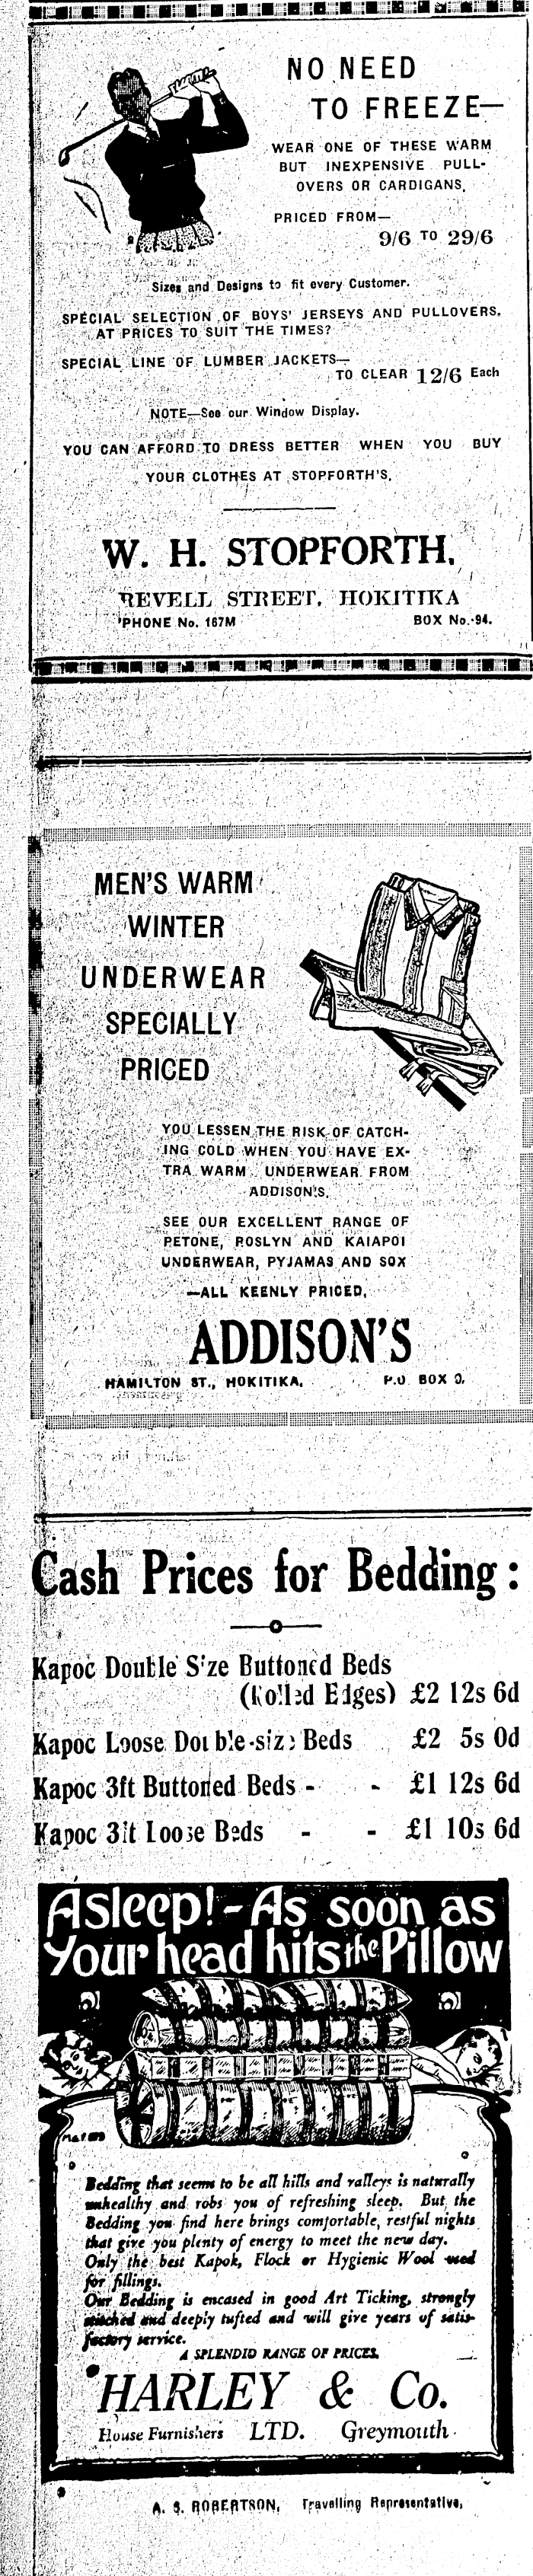 NO NEED
TO FREEZE—
WEAR ONE OF THESE WARM
BUT INEXPENSIVE PULL-
OVERS OR CARDIGANS.
PRICED FROM—
9/6 TO 29/6
Sizes and Designs to fit every Customer.
SPECIAL SELECTION OF BOYS' JERSEYS AND PULLOVERS.
AT PRICES TO SUIT THE TIMES?
SPECIAL LINE OF LUMBER JACKETS—
TO CLEAR 12/6 Each
NOTE—See our Window Display.
YOU CAN AFFORD TO DRESS BETTER WHEN YOU BUY
YOUR CLOTHES AT STOPFORTH'S.
W. H. STOPFORTH.
REVELL STREET. HOKITIKA
'PHONE No. 167M BOX No.-94.
MEN'S WARM
WINTER
UNDERWEAR
SPECIALLY
PRICED
YOU LESSEN THE RISK OF CATCH-
ING COLD WHEN YOU HAVE EX-
TRA WARM UNDERWEAR FROM
ADDISON'S.
SEE OUR EXCELLENT RANGE OF
PETONE, ROSLYN AND KAIAPOI
UNDERWEAR, PYJAMAS AND SOX
—ALL KEENLY PRICED.
ADDISON'S
HAMILTON ST., HOKITIKA. P.O. BOX
Cash Prices for Bedding:
Kapoc Double Size Buttoned Beds
(Rolled Edges) £2 12s 6d
Kapoc Loose Double-size Beds £2 5s 0d
Kapoc 3ft Buttoned Beds - - £1 12s 6d
Kapoc 3ft Loose Beds - - £1 10s 6d
Asleep!-As soon as
Your head hits the Pillow
Bedding that seems to be all hills and valleys is naturally
unhealthy and robs you of refreshing sleep. But the
Bedding you find here brings comfortable, restful nights
that give you plenty of energy to meet the new day.
Only the best Kapok, Flock or Hygienic Wool used
for fillings.
Our Bedding is encased in good Art Ticking, strongly
stitched and deeply tufted and will give years of satis-
factory service.
A SPLENDID RANGE OF PRICES.
HARLEY & Co.
House Furnishers LTD. Greymouth.
A. S. ROBERTSON, Travelling Representative,